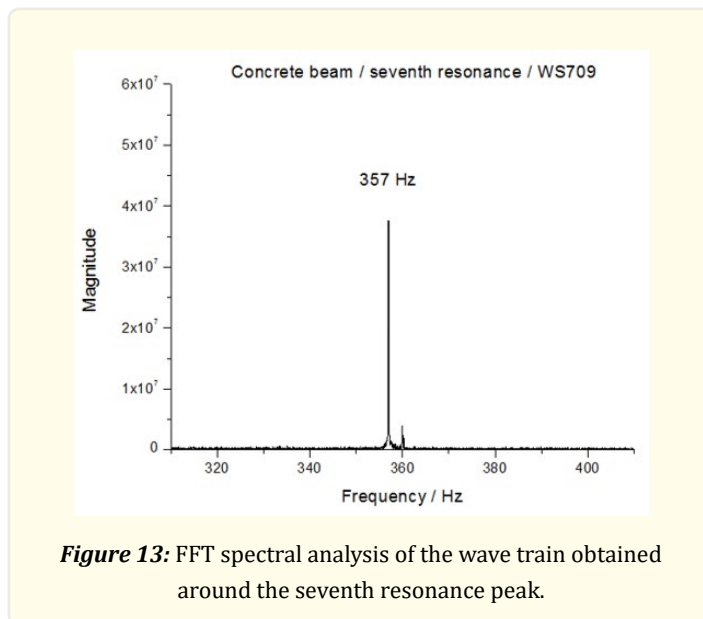 Concrete beam / seventh resonance / WS709
6x10⁷
5x10⁷
357 Hz
4x10⁷
3x10⁷
Magnitude
2x10⁷
1x10⁷
0
320 340 360 380 400
Frequency / Hz
Figure 13: FFT spectral analysis of the wave train obtained
around the seventh resonance peak.